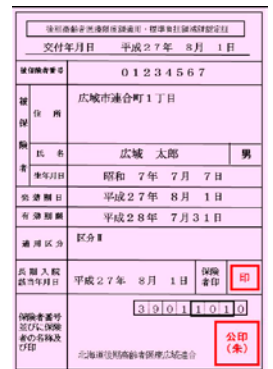 後期高齢者医療限度額適用・標準負担額減額認定証
交付年月日 平成27年 8月 1日
被保険者番号 01234567
被保険者
住所 広域市連合町1丁目
氏名 広域 太郎 男
生年月日 昭和 7年 7月 7日
発効期日 平成27年 8月 1日
有効期限 平成28年 7月31日
適用区分 区分Ⅱ
長期入院該当年月日 平成27年 8月 1日 保険者印 印
保険者番号並びに保険者の名称及び印
39011010
北海道後期高齢者医療広域連合
公印
(朱)